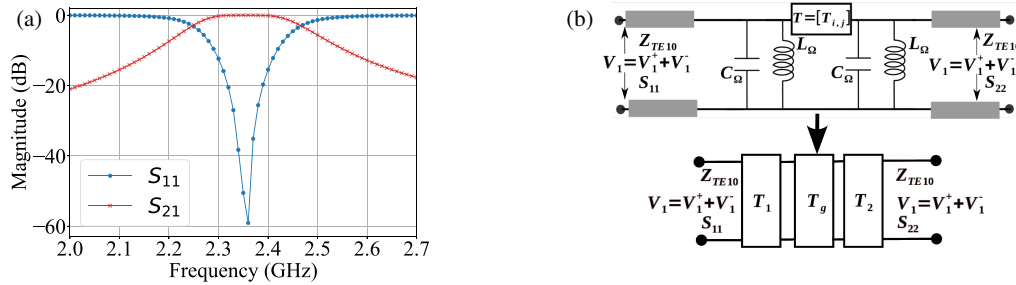 (a)
0
−20
−40
−60
Magnitude (dB)
S11
S21
2.0 2.1 2.2 2.3 2.4 2.5 2.6 2.7
Frequency (GHz)
(b)
T=[Ti,j]
ZTE10
V1=V1++V1-
S11
CΩ
LΩ
CΩ
LΩ
ZTE10
V1=V1++V1-
S22
ZTE10
V1=V1++V1-
S11
T1
Tg
T2
ZTE10
V1=V1++V1-
S22